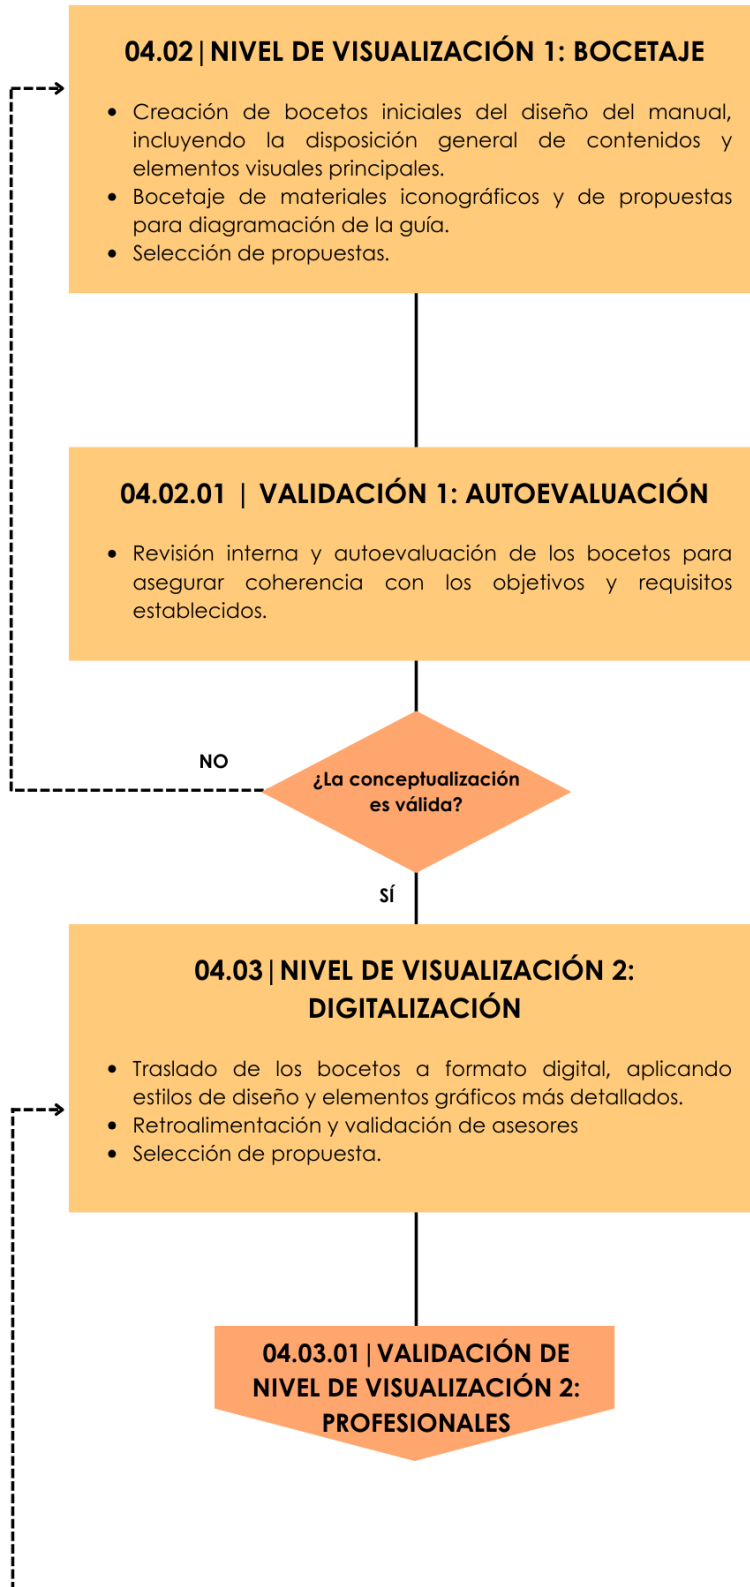 04.02|NIVEL DE VISUALIZACIÓN 1: BOCETAJE
• Creación de bocetos iniciales del diseño del manual,
incluyendo la disposición general de contenidos y
elementos visuales principales.
• Bocetaje de materiales iconográficos y de propuestas
para diagramación de la guía.
• Selección de propuestas.
04.02.01 | VALIDACIÓN 1: AUTOEVALUACIÓN
• Revisión interna y autoevaluación de los bocetos para
asegurar coherencia con los objetivos y requisitos
establecidos.
NO
¿La conceptualización
es válida?
SÍ
04.03|NIVEL DE VISUALIZACIÓN 2:
DIGITALIZACIÓN
• Traslado de los bocetos a formato digital, aplicando
estilos de diseño y elementos gráficos más detallados.
• Retroalimentación y validación de asesores
• Selección de propuesta.
04.03.01|VALIDACIÓN DE
NIVEL DE VISUALIZACIÓN 2:
PROFESIONALES